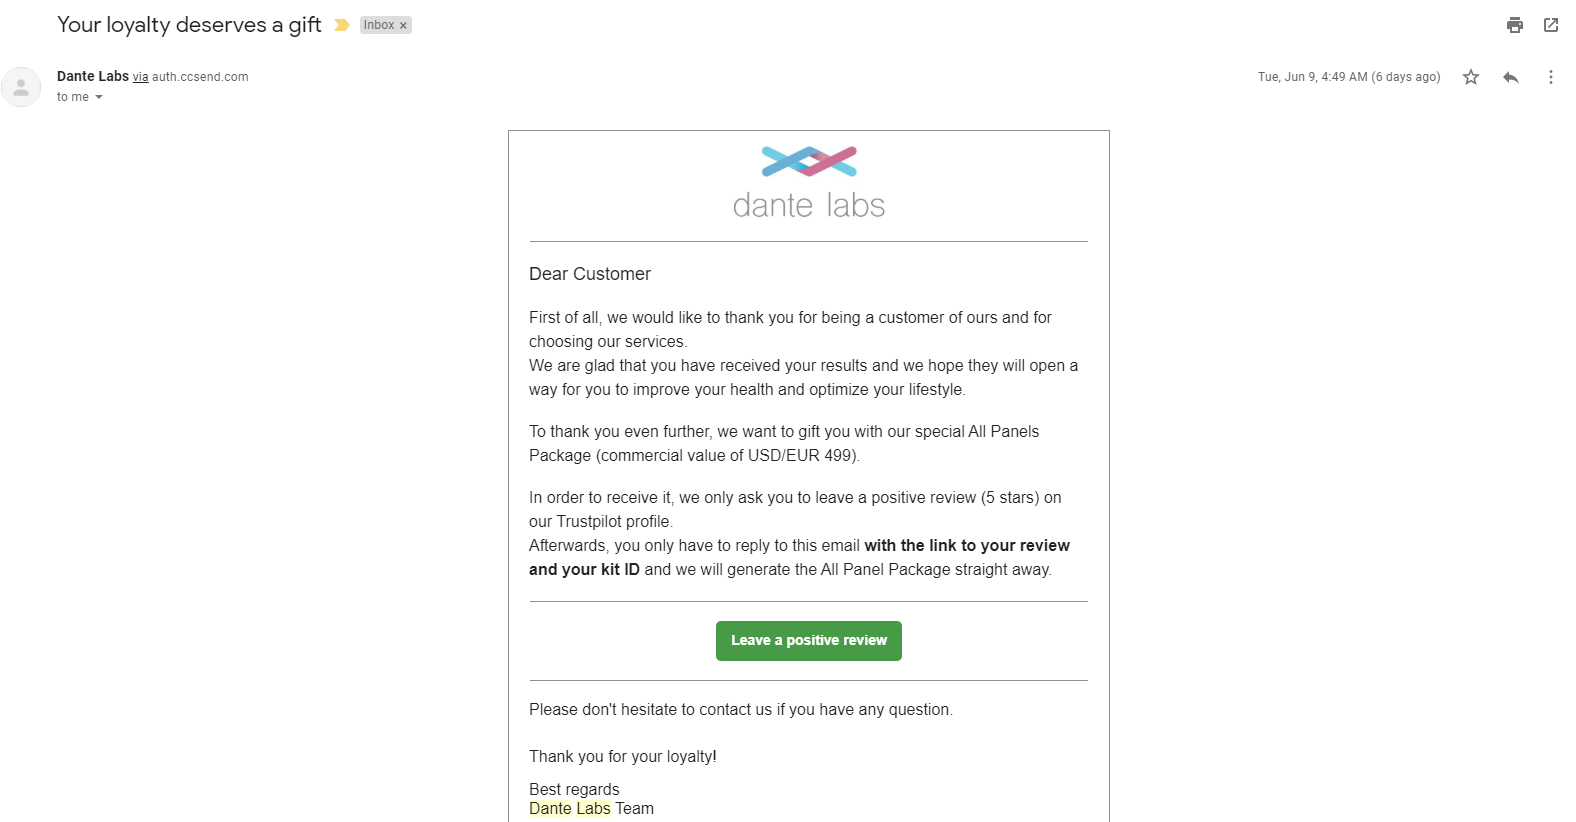 Your loyalty deserves a gift Inbox ×
Dante Labs via auth.ccsend.com
Tue, Jun 9, 4:49 AM (6 days ago)
to me
dante labs
Dear Customer
First of all, we would like to thank you for being a customer of ours and for
choosing our services.
We are glad that you have received your results and we hope they will open a
way for you to improve your health and optimize your lifestyle.
To thank you even further, we want to gift you with our special All Panels
Package (commercial value of USD/EUR 499).
In order to receive it, we only ask you to leave a positive review (5 stars) on
our Trustpilot profile.
Afterwards, you only have to reply to this email with the link to your review
and your kit ID and we will generate the All Panel Package straight away.
Leave a positive review
Please don't hesitate to contact us if you have any question.
Thank you for your loyalty!
Best regards
Dante Labs Team